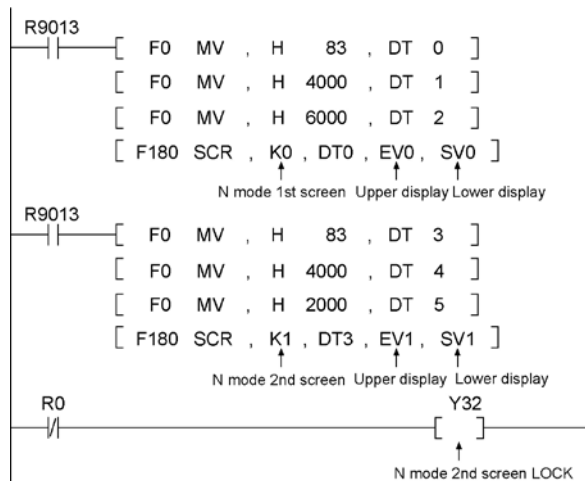 R9013
[ F0 MV , H 83 , DT 0 ]
[ F0 MV , H 4000 , DT 1 ]
[ F0 MV , H 6000 , DT 2 ]
[ F180 SCR , K0 , DT0 , EV0 , SV0 ]
N mode 1st screen Upper display Lower display
R9013
[ F0 MV , H 83 , DT 3 ]
[ F0 MV , H 4000 , DT 4 ]
[ F0 MV , H 2000 , DT 5 ]
[ F180 SCR , K1 , DT3 , EV1 , SV1 ]
N mode 2nd screen Upper display Lower display
R0 Y32
[ ]
N mode 2nd screen LOCK